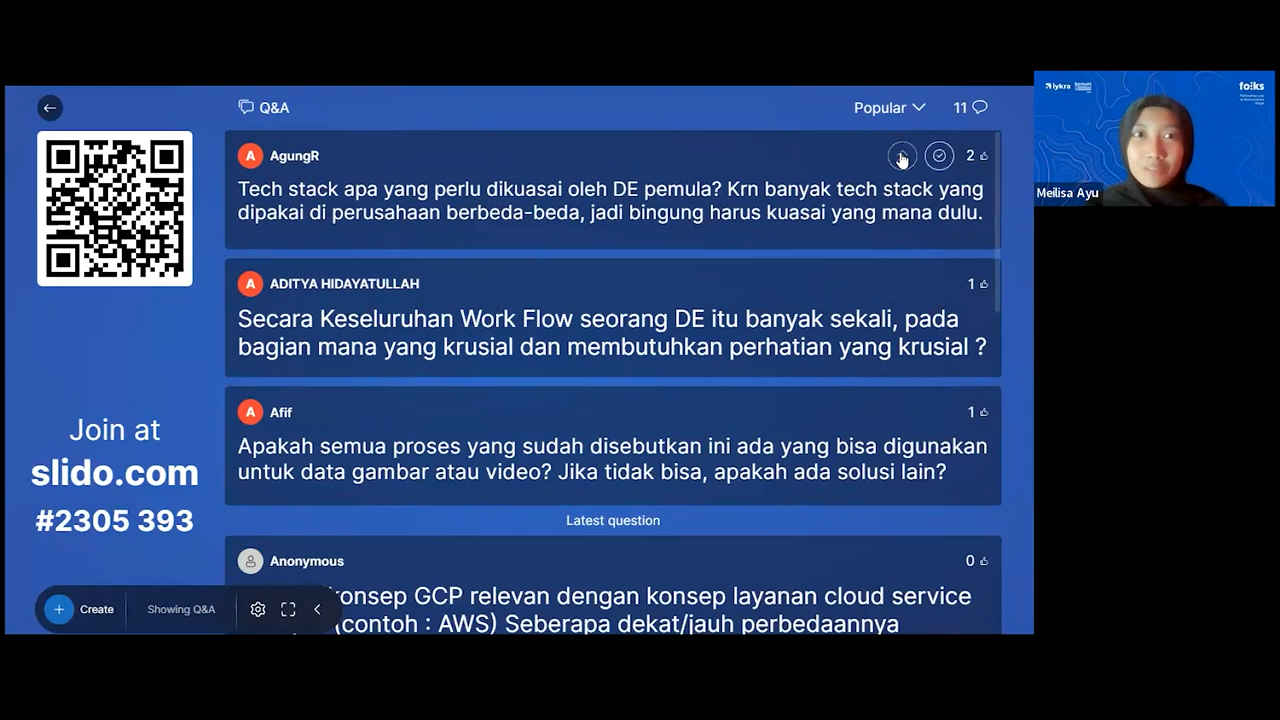 Q&A
Popular
11
A
AgungR
2
Tech stack apa yang perlu dikuasai oleh DE pemula? Krn banyak tech stack yang
dipakai di perusahaan berbeda-beda, jadi bingung harus kuasai yang mana dulu.
A
ADITYA HIDAYATULLAH
1
Secara Keseluruhan Work Flow seorang DE itu banyak sekali, pada
bagian mana yang krusial dan membutuhkan perhatian yang krusial ?
A
Afif
1
Apakah semua proses yang sudah disebutkan ini ada yang bisa digunakan
untuk data gambar atau video? Jika tidak bisa, apakah ada solusi lain?
Latest question
Anonymous
0
konsep GCP relevan dengan konsep layanan cloud service
(contoh : AWS) Seberapa dekat/jauh perbedaannya
Join at
slido.com
#2305 393
+ Create
Showing Q&A
lykra
fo/ks
Meilisa Ayu